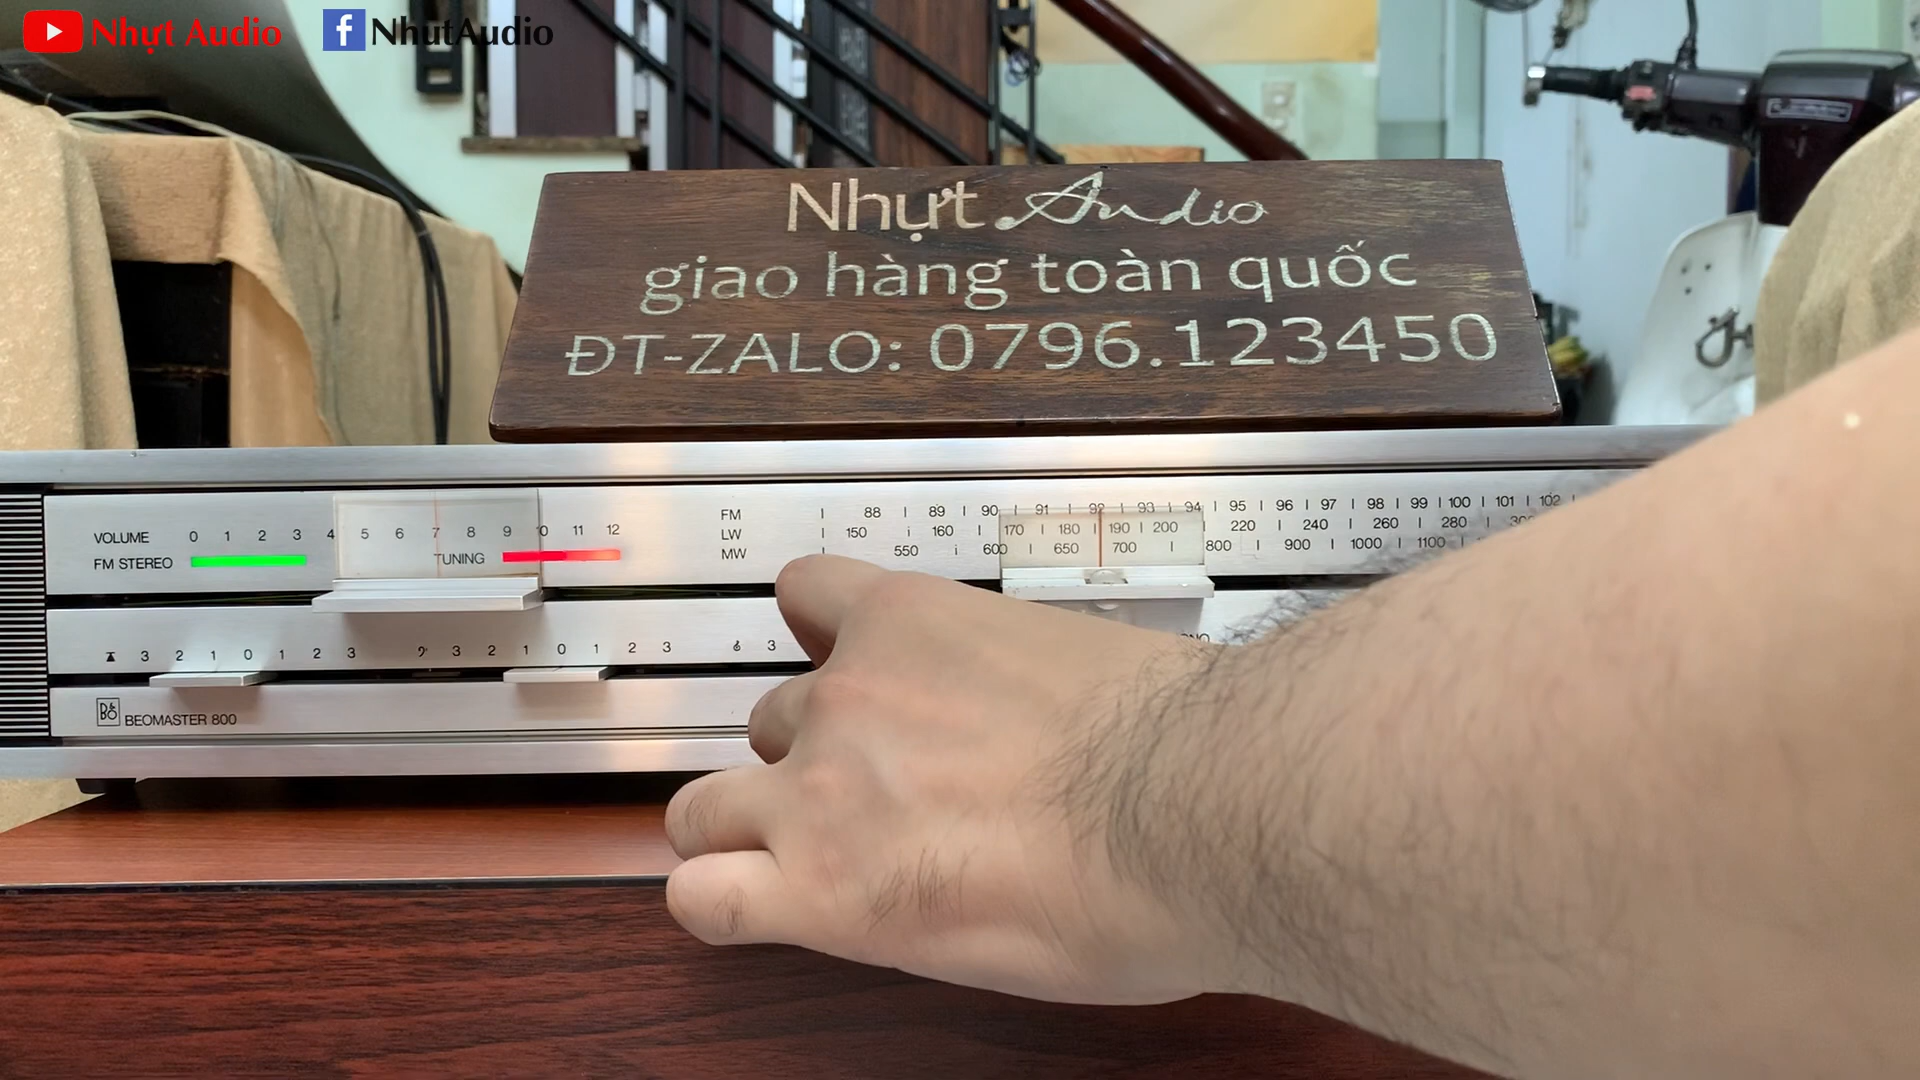 Nhựt Audio
NhutAudio
Nhựt Audio
giao hàng toàn quốc
ĐT-ZALO: 0796.123450
VOLUME 0 1 2 3 4 5 6 7 8 9 10 11 12
FM STEREO TUNING
FM 88 89 90 91 92 93 94 95 96 97 98 99 100 101 102
LW 150 160 170 180 190 200 220 240 260 280
MW 550 600 650 700 800 900 1000 1100
3 2 1 0 1 2 3 3 2 1 0 1 2 3 3
B&O BEOMASTER 800